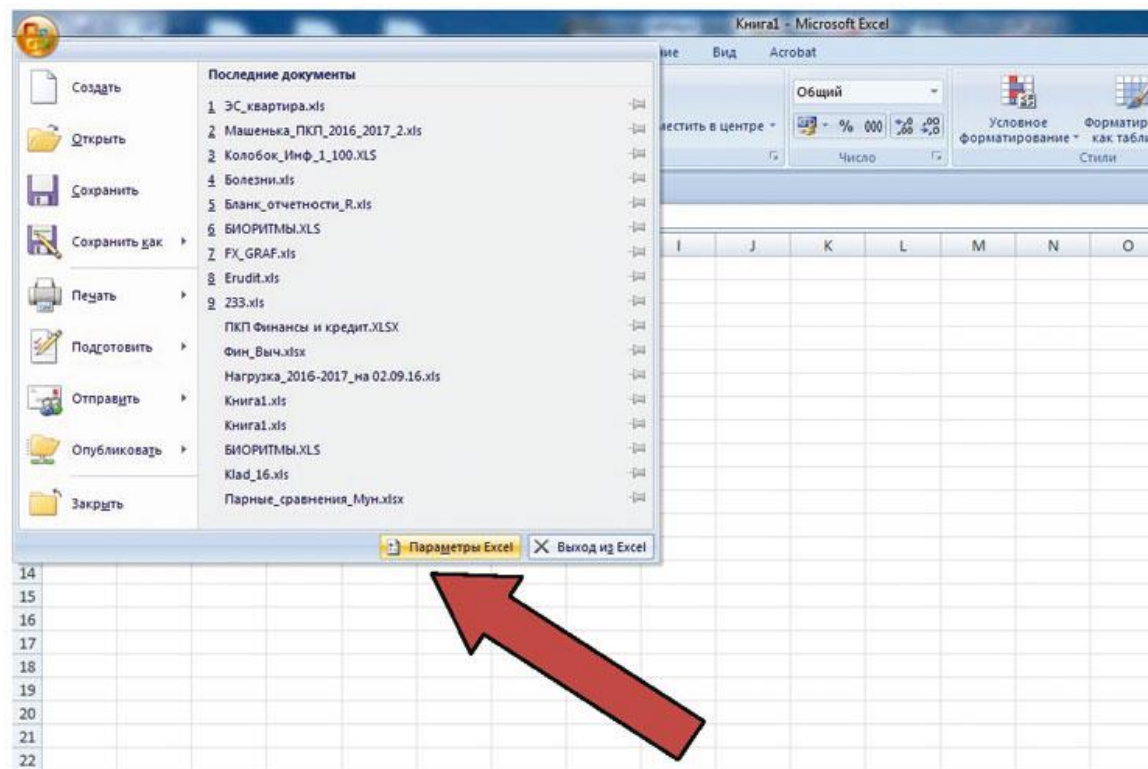 Книга1 - Microsoft Excel
Вид Acrobat
Создать
Открыть
Сохранить
Сохранить как
Печать
Подготовить
Отправить
Опубликовать
Закрыть
Последние документы
1 ЭС_квартира.xls
2 Машенька_ПКП_2016_2017_2.xls
3 Колобок_Инф_1_100.XLS
4 Болезни.xls
5 Бланк_отчетности_R.xls
6 БИОРИТМЫ.XLS
7 FX_GRAF.xls
8 Erudit.xls
9 233.xls
ПКП Финансы и кредит.XLSX
Фин_Выч.xlsx
Нагрузка_2016-2017_на 02.09.16.xls
Книга1.xls
Книга1.xls
БИОРИТМЫ.XLS
Klad_16.xls
Парные_сравнения_Мун.xlsx
Параметры Excel
Выход из Excel
в центре
Общий
% 000
Число
Условное
форматирование
как
Стили
I J K L M N O
14
15
16
17
18
19
20
21
22